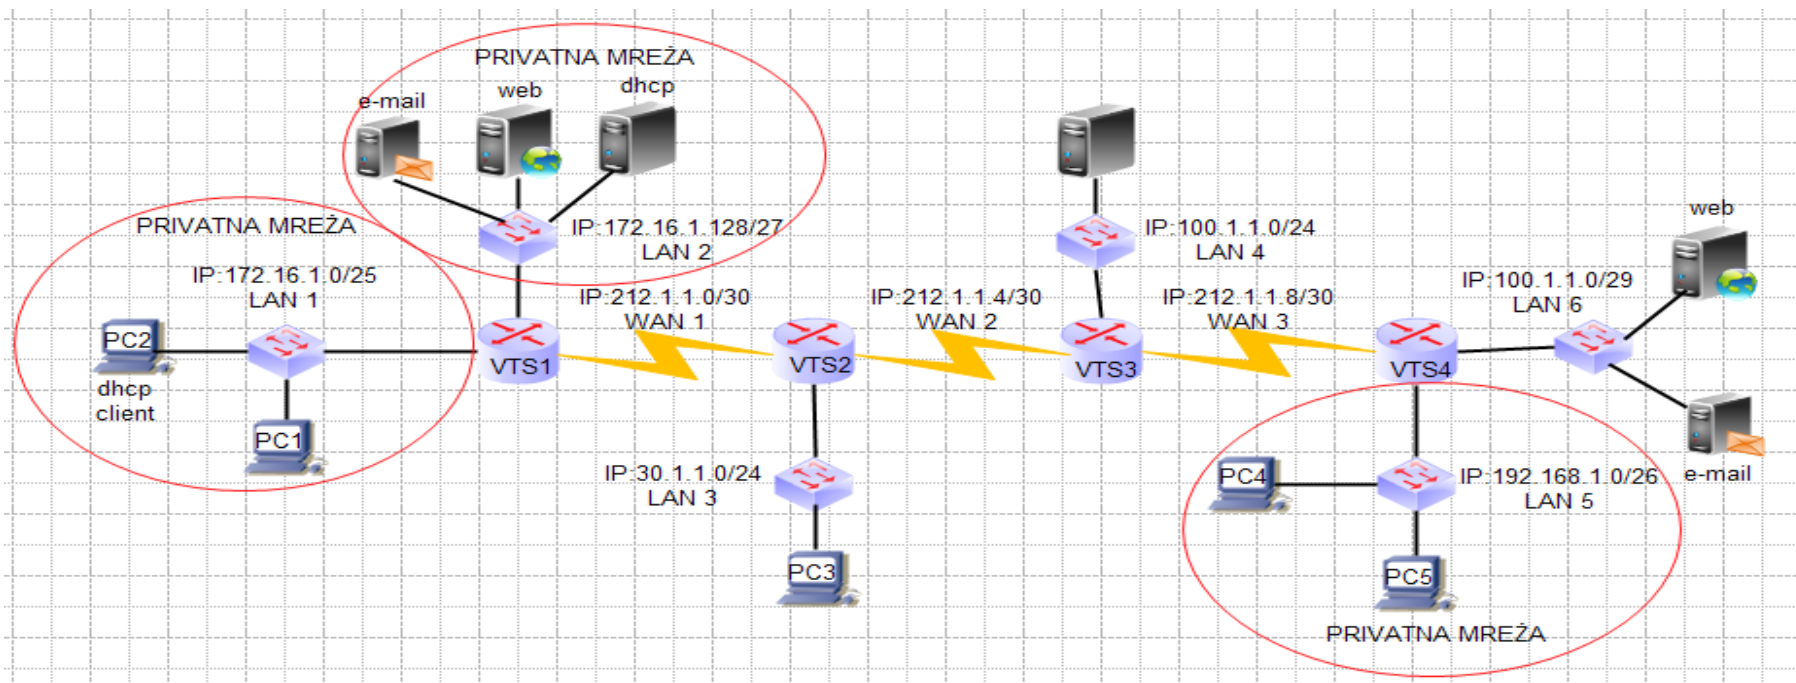 PRIVATNA MREŽA
e-mail
web
dhcp
IP:172.16.1.128/27
LAN 2
PRIVATNA MREŽA
IP:172.16.1.0/25
LAN 1
PC2
dhcp
client
PC1
VTS1
IP:212.1.1.0/30
WAN 1
VTS2
IP:30.1.1.0/24
LAN 3
PC3
IP:212.1.1.4/30
WAN 2
IP:100.1.1.0/24
LAN 4
VTS3
IP:212.1.1.8/30
WAN 3
VTS4
web
IP:100.1.1.0/29
LAN 6
e-mail
PC4
IP:192.168.1.0/26
LAN 5
PC5
PRIVATNA MREŽA